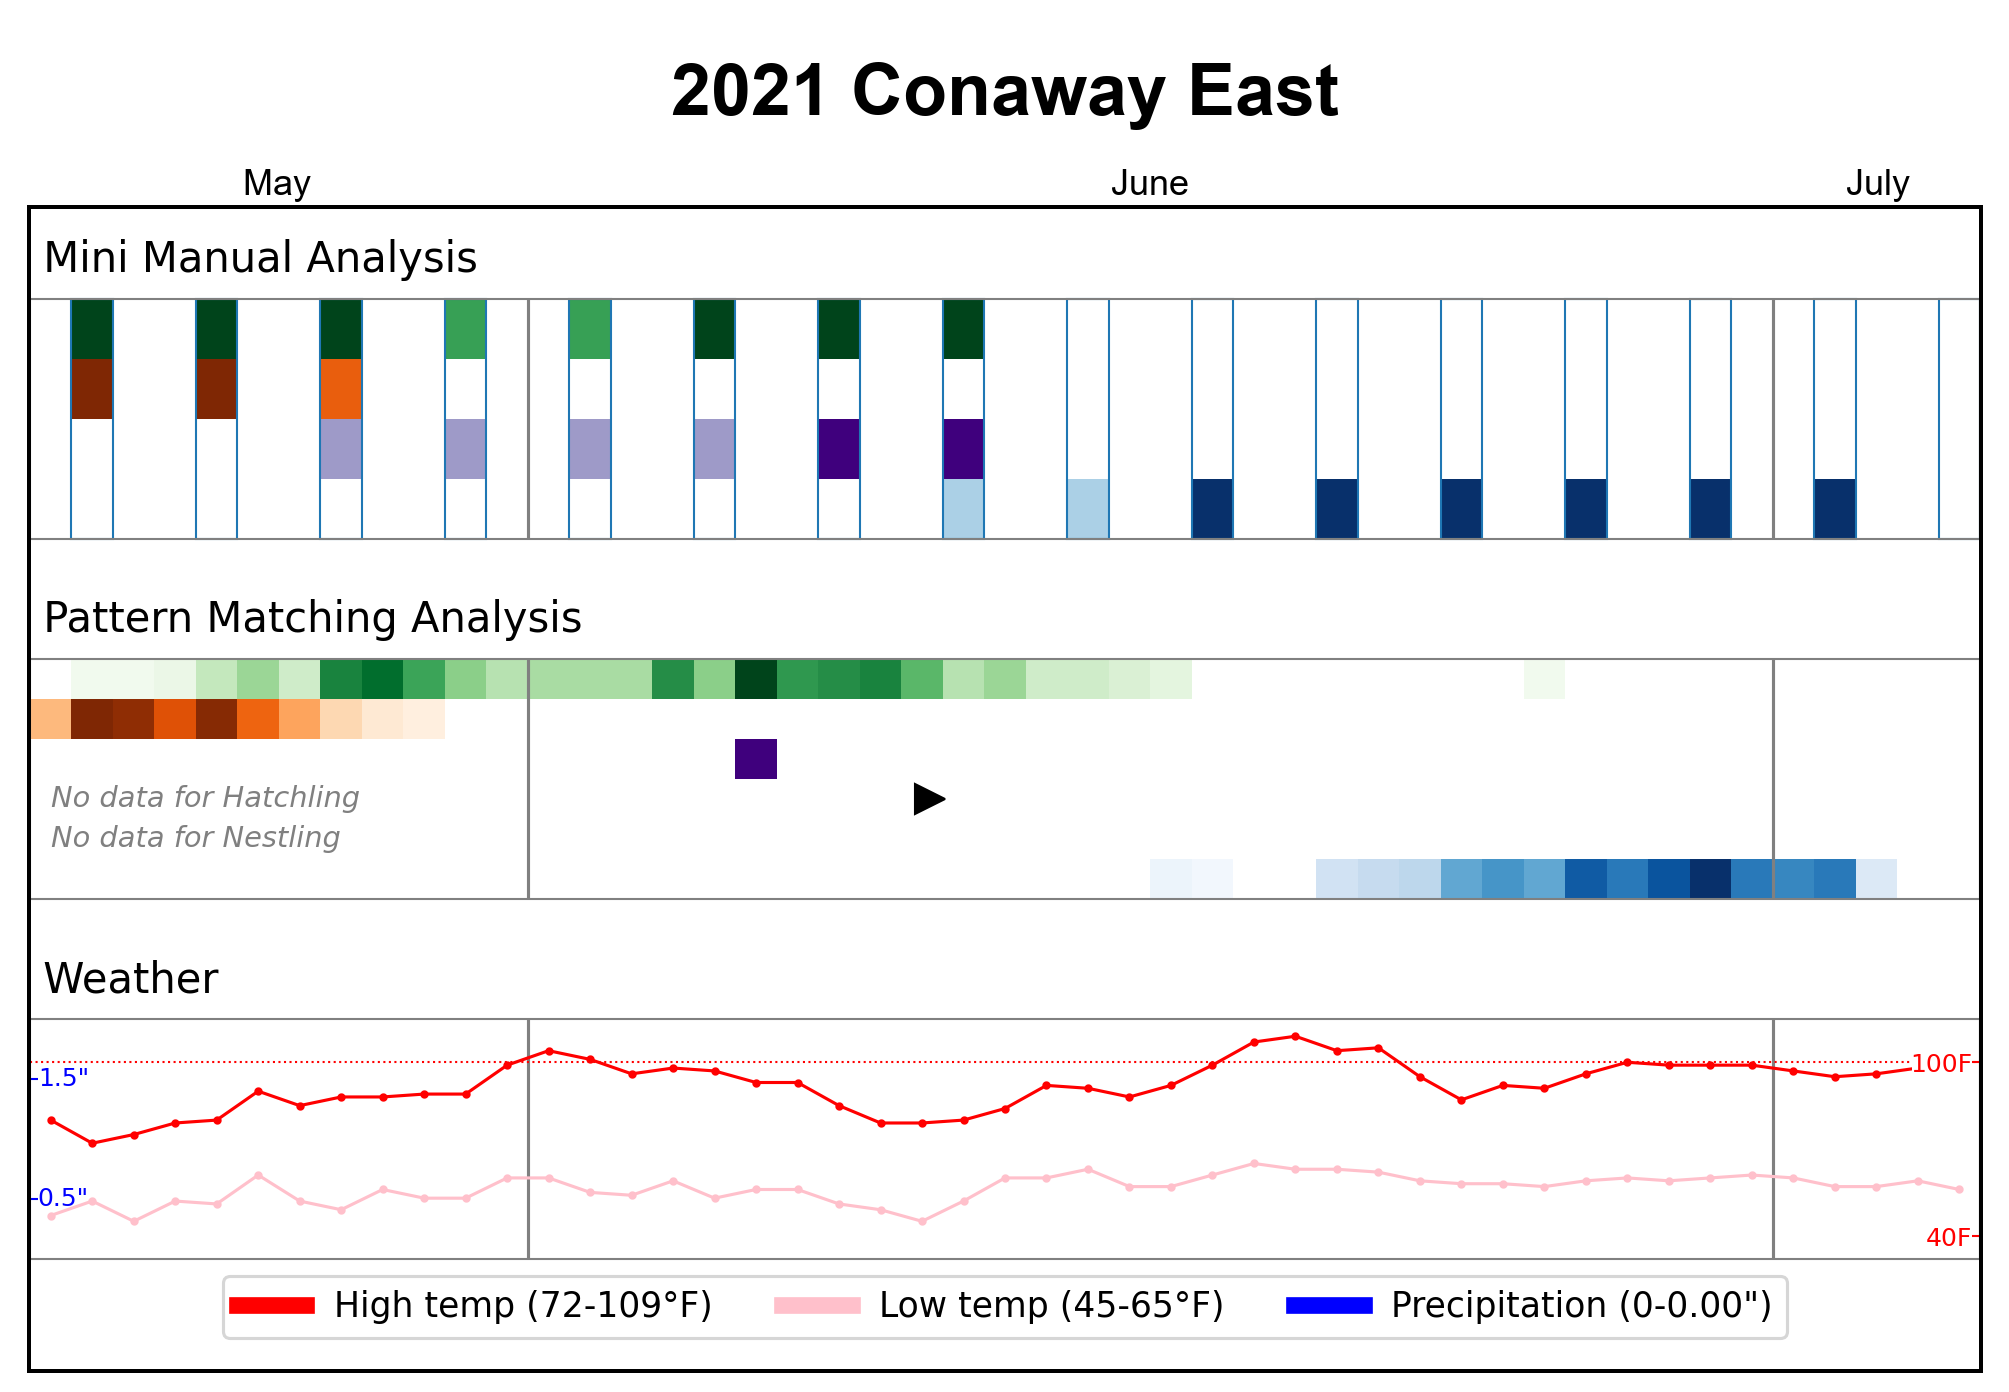 2021 Conaway East
May June July
Mini Manual Analysis
Pattern Matching Analysis
No data for Hatchling
No data for Nestling
Weather
1.5" 100F
0.5"
40F
High temp (72-109°F) Low temp (45-65°F) Precipitation (0-0.00")